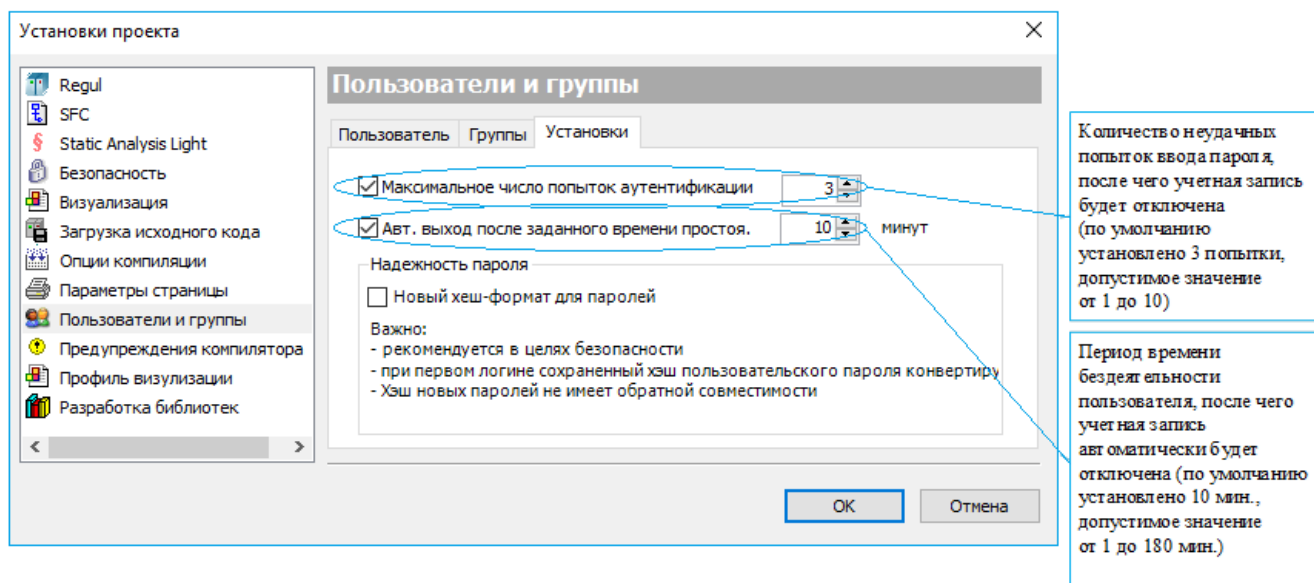 Установки проекта
Regul
SFC
Static Analysis Light
Безопасность
Визуализация
Загрузка исходного кода
Опции компиляции
Параметры страницы
Пользователи и группы
Предупреждения компилятора
Профиль визулизации
Разработка библиотек
Пользователи и группы
Пользователь Группы Установки
Максимальное число попыток аутентификации 3
Авт. выход после заданного времени простоя. 10 минут
Надежность пароля
Новый хеш-формат для паролей
Важно:
- рекомендуется в целях безопасности
- при первом логине сохраненный хэш пользовательского пароля конвертиру
- Хэш новых паролей не имеет обратной совместимости
OK Отмена
Количество неудачных
попыток ввода пароля,
после чего учетная запись
будет отключена
(по умолчанию
установлено 3 попытки,
допустимое значение
от 1 до 10)
Период времени
бездеятельности
пользователя, после чего
учетная запись
автоматически будет
отключена (по умолчанию
установлено 10 мин.,
допустимое значение
от 1 до 180 мин.)